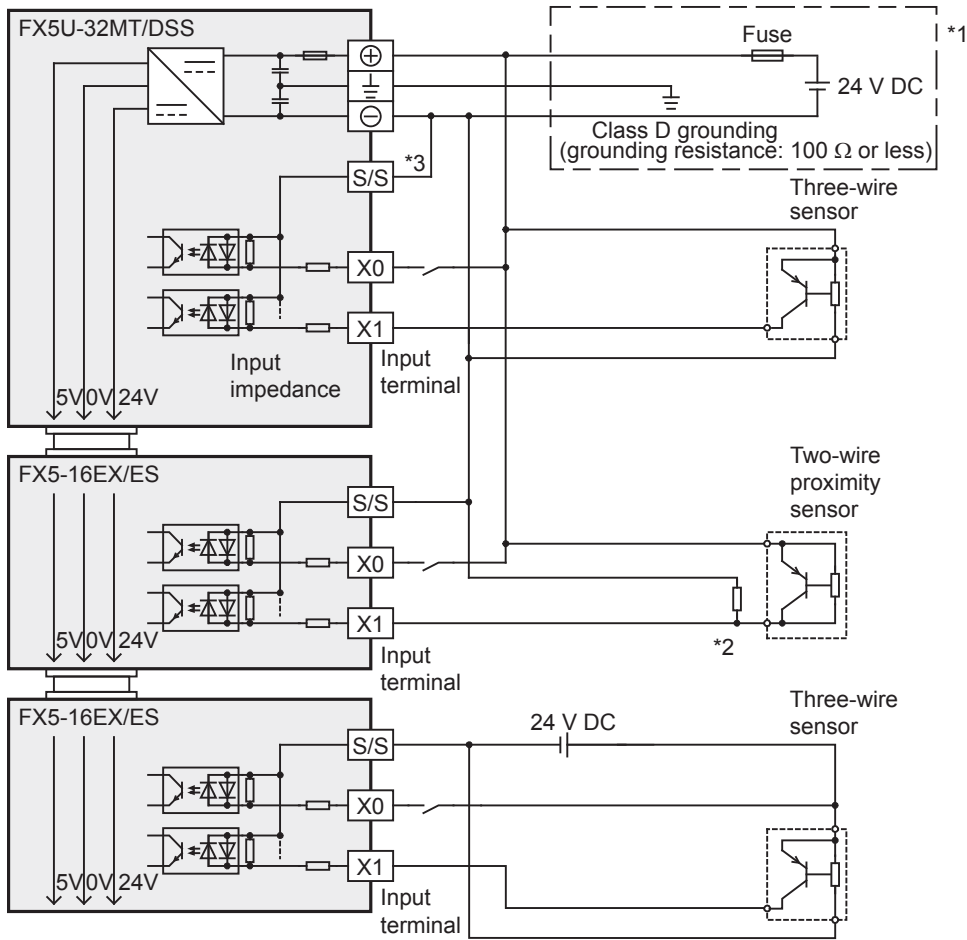 FX5U-32MT/DSS
Fuse
*1
24 V DC
Class D grounding
(grounding resistance: 100 Ω or less)
*3
S/S
Three-wire
sensor
X0
X1
Input
impedance
Input
terminal
5V 0V 24V
FX5-16EX/ES
S/S
Two-wire
proximity
sensor
X0
X1
*2
5V 0V 24V
Input
terminal
FX5-16EX/ES
24 V DC
Three-wire
sensor
S/S
X0
X1
5V 0V 24V
Input
terminal